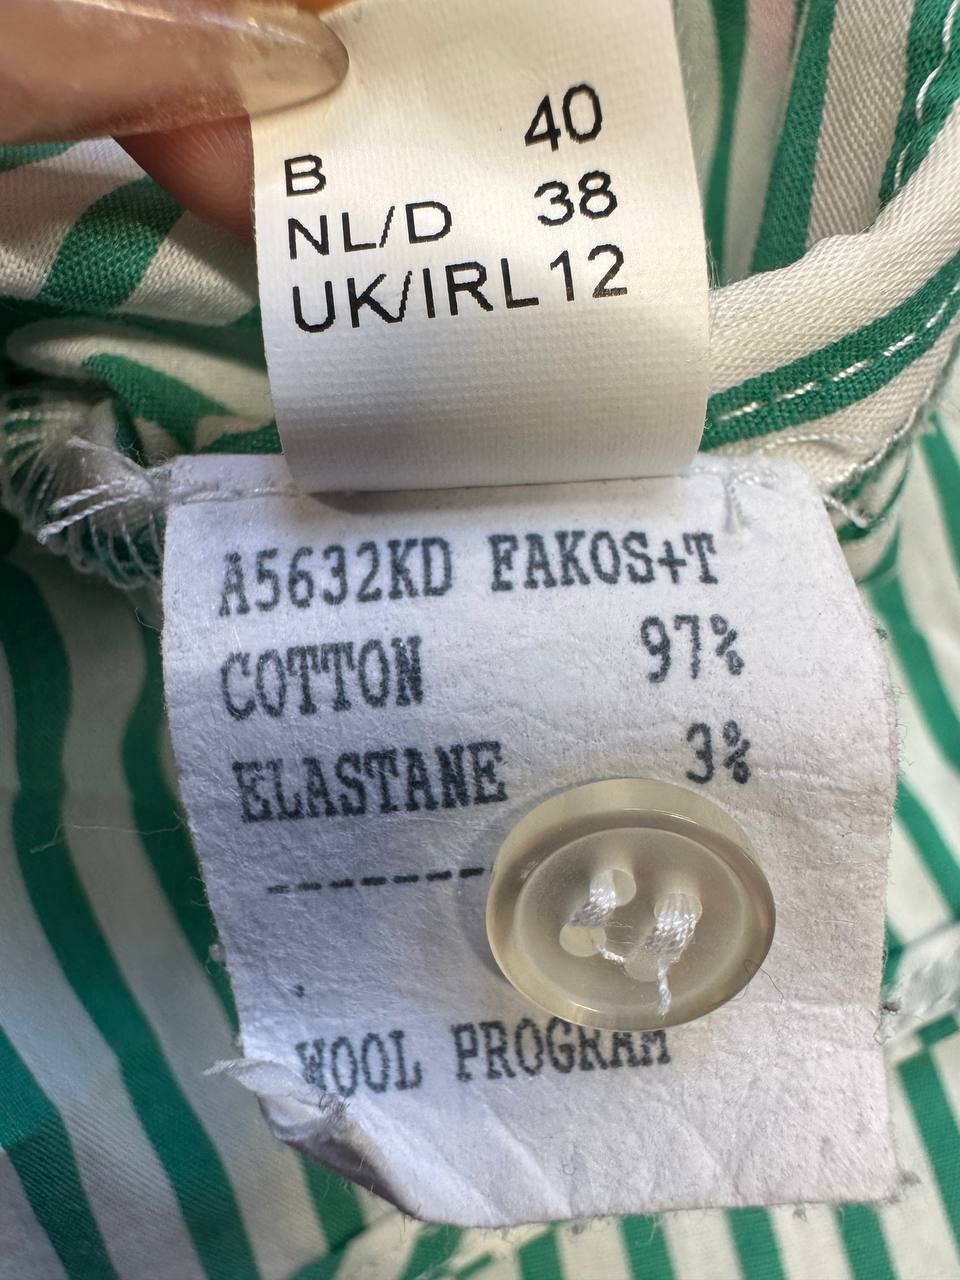 40
B
NL/D 38
UK/IRL 12
A5632KD FAKOS+T
COTTON 97%
ELASTANE 3%
--------
WOOL PROGRAM